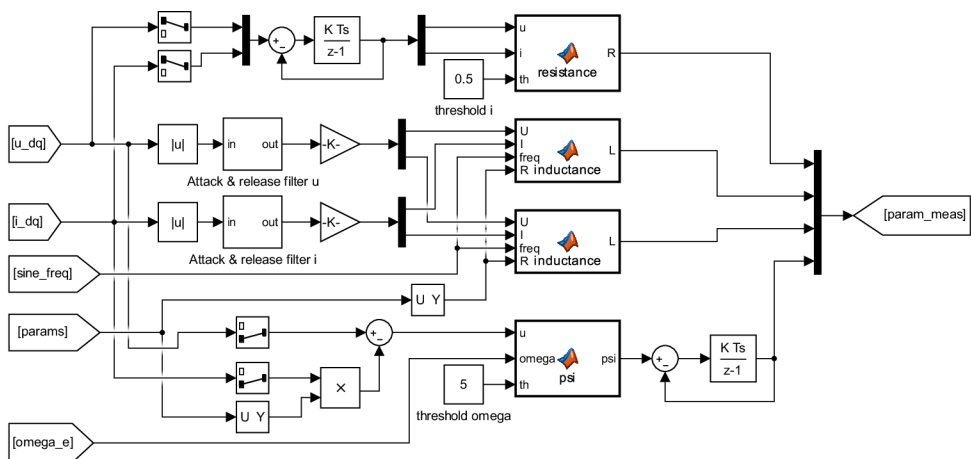 +
−
K Ts
z-1
u
i
th
R
resistance
0.5
threshold i
[u_dq]
|u|
in
out
-K-
Attack & release filter u
U
I
freq
R
L
inductance
[i_dq]
|u|
in
out
-K-
Attack & release filter i
U
I
freq
R
L
inductance
[param_meas]
[sine_freq]
U Y
[params]
+
−
u
omega
th
psi
psi
+
−
K Ts
z-1
×
5
threshold omega
U Y
[omega_e]